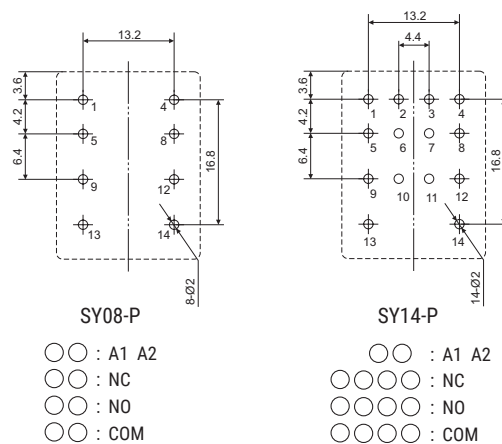 13.2
3.6
4.2
6.4
16.8
1 4
5 8
9 12
13 14
8-Ø2
SY08-P
○○ : A1 A2
○○ : NC
○○ : NO
○○ : COM
13.2
4.4
3.6
4.2
6.4
16.8
1 2 3 4
5 6 7 8
9 10 11 12
13 14
14-Ø2
SY14-P
○○ : A1 A2
○○○○ : NC
○○○○ : NO
○○○○ : COM